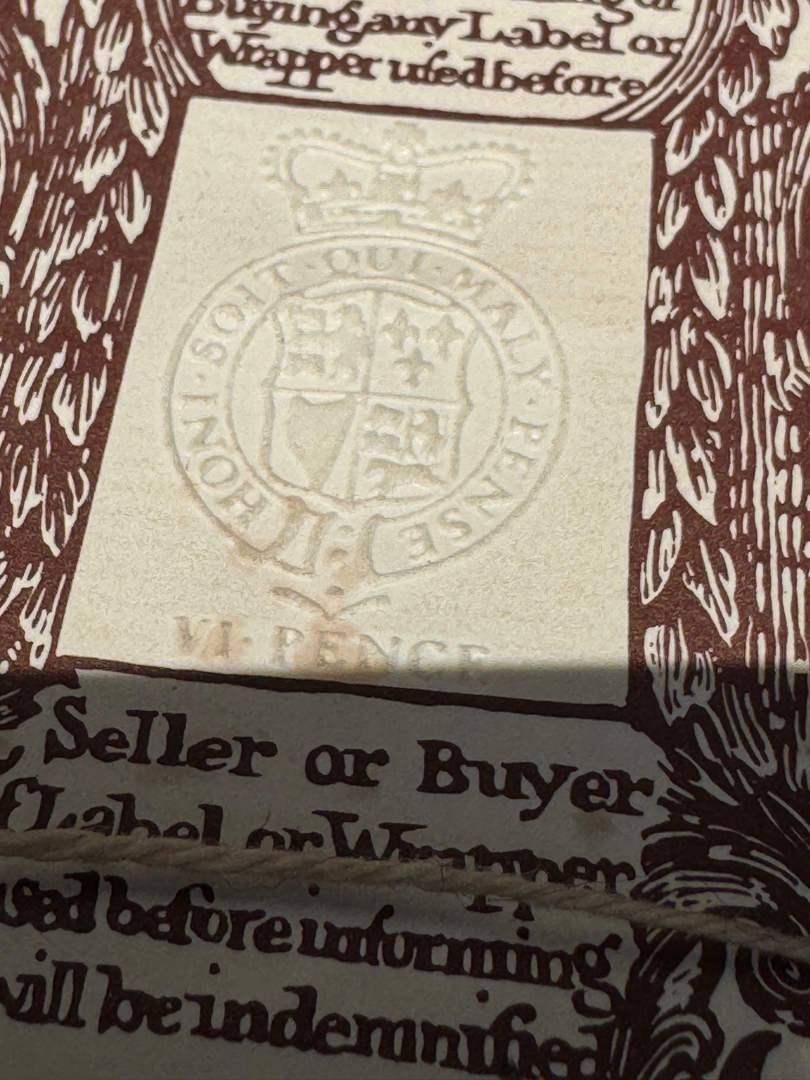 Buying any Label or
Wrapper uſed before
HONI · SOIT · QUI · MALY · PENSE
VI · PENCE
Seller or Buyer
Label or Wrapper
uſed before informing
will be indemnified